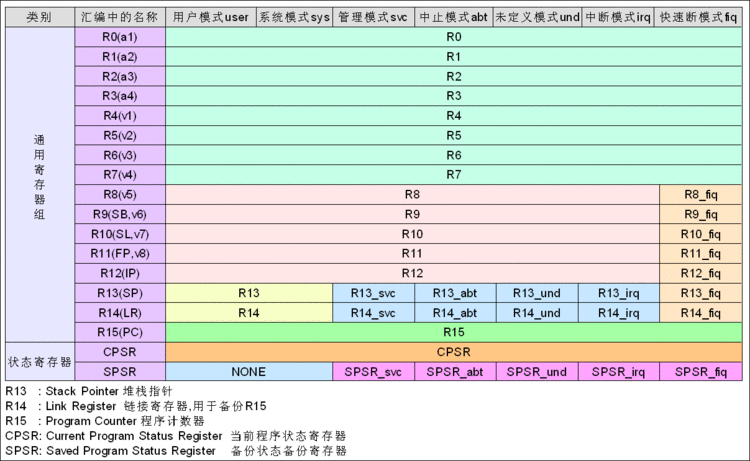 类别 汇编中的名称 用户模式user 系统模式sys 管理模式svc 中止模式abt 未定义模式und 中断模式irq 快速断模式fiq
通用寄存器组
R0(a1) R0
R1(a2) R1
R2(a3) R2
R3(a4) R3
R4(v1) R4
R5(v2) R5
R6(v3) R6
R7(v4) R7
R8(v5) R8 R8_fiq
R9(SB,v6) R9 R9_fiq
R10(SL,v7) R10 R10_fiq
R11(FP,v8) R11 R11_fiq
R12(IP) R12 R12_fiq
R13(SP) R13 R13_svc R13_abt R13_und R13_irq R13_fiq
R14(LR) R14 R14_svc R14_abt R14_und R14_irq R14_fiq
R15(PC) R15
状态寄存器
CPSR CPSR
SPSR NONE SPSR_svc SPSR_abt SPSR_und SPSR_irq SPSR_fiq
R13 : Stack Pointer 堆栈指针
R14 : Link Register 链接寄存器,用于备份R15
R15 : Program Counter 程序计数器
CPSR: Current Program Status Register 当前程序状态寄存器
SPSR: Saved Program Status Register 备份状态备份寄存器